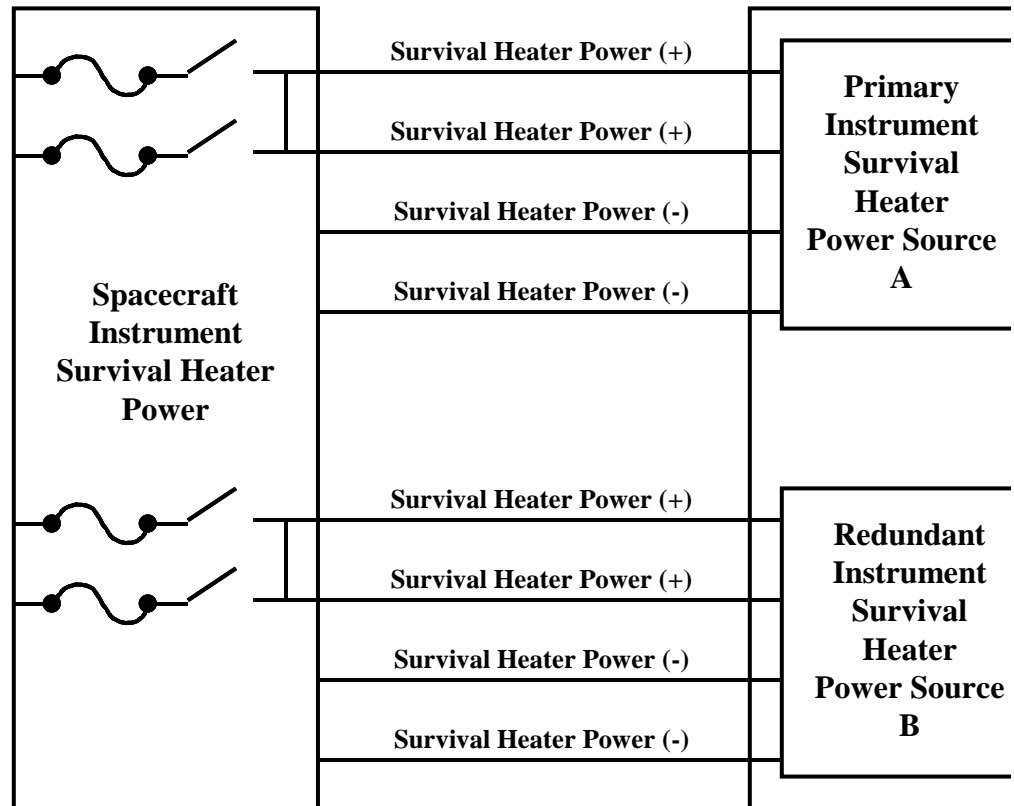 Survival Heater Power (+)
Survival Heater Power (+)
Survival Heater Power (-)
Survival Heater Power (-)
Primary
Instrument
Survival
Heater
Power Source
A
Spacecraft
Instrument
Survival Heater
Power
Survival Heater Power (+)
Survival Heater Power (+)
Survival Heater Power (-)
Survival Heater Power (-)
Redundant
Instrument
Survival
Heater
Power Source
B